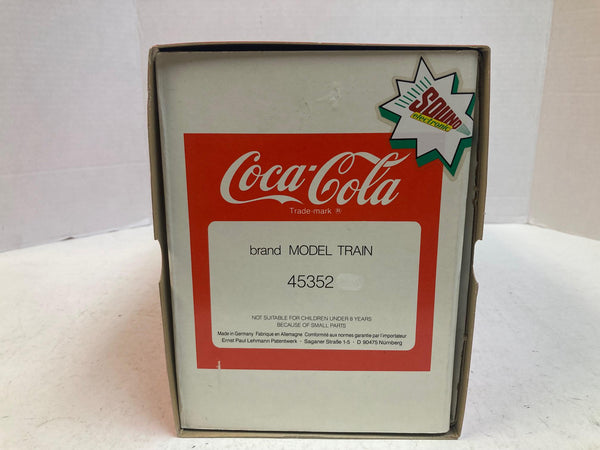 SOUND
electronic
Coca-Cola
Trade-mark ®
brand MODEL TRAIN
45352
NOT SUITABLE FOR CHILDREN UNDER 8 YEARS
BECAUSE OF SMALL PARTS
Made in Germany Fabriqué en Allemagne Conformité aux normes garantie par l'importateur
Ernst Paul Lehmann Patentwerk · Saganer Straße 1-5 · D 90475 Nürnberg